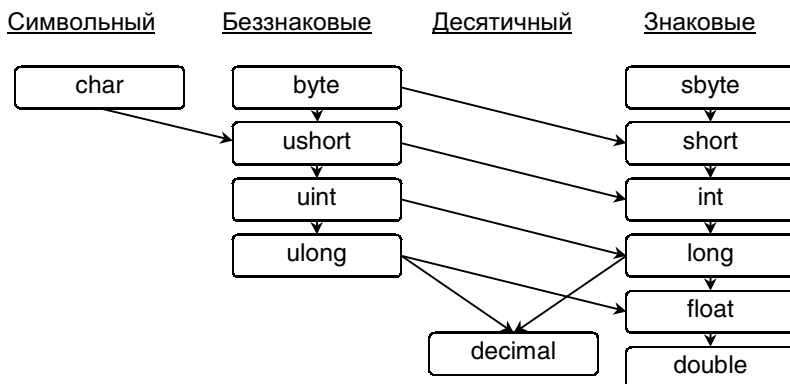 Символьный Беззнаковые Десятичный Знаковые
char byte sbyte
ushort short
uint int
ulong long
float
decimal
double